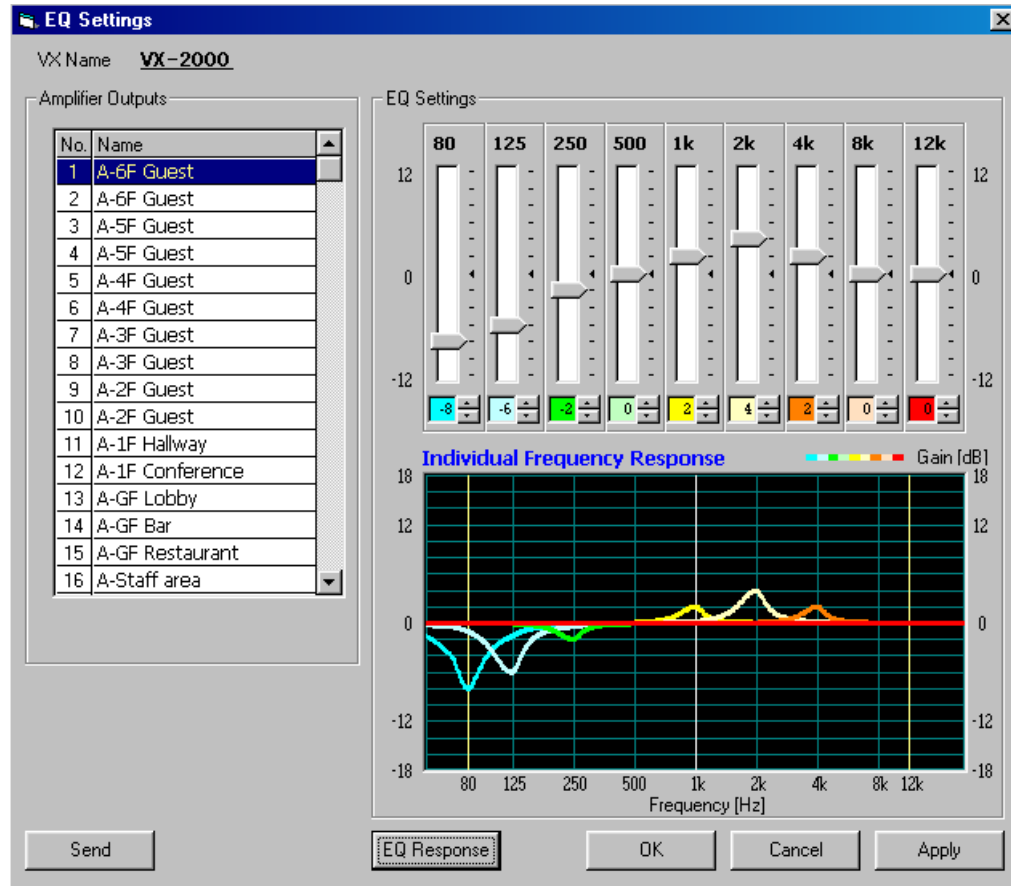 EQ Settings
VX Name VX-2000
Amplifier Outputs
No. Name
1 A-6F Guest
2 A-6F Guest
3 A-5F Guest
4 A-5F Guest
5 A-4F Guest
6 A-4F Guest
7 A-3F Guest
8 A-3F Guest
9 A-2F Guest
10 A-2F Guest
11 A-1F Hallway
12 A-1F Conference
13 A-GF Lobby
14 A-GF Bar
15 A-GF Restaurant
16 A-Staff area
EQ Settings
80 125 250 500 1k 2k 4k 8k 12k
12 12
0 0
-12 -12
-8 -6 -2 0 2 4 2 0 0
Individual Frequency Response Gain [dB]
18 18
12 12
0 0
-12 -12
-18 -18
80 125 250 500 1k 2k 4k 8k 12k
Frequency [Hz]
Send EQ Response OK Cancel Apply